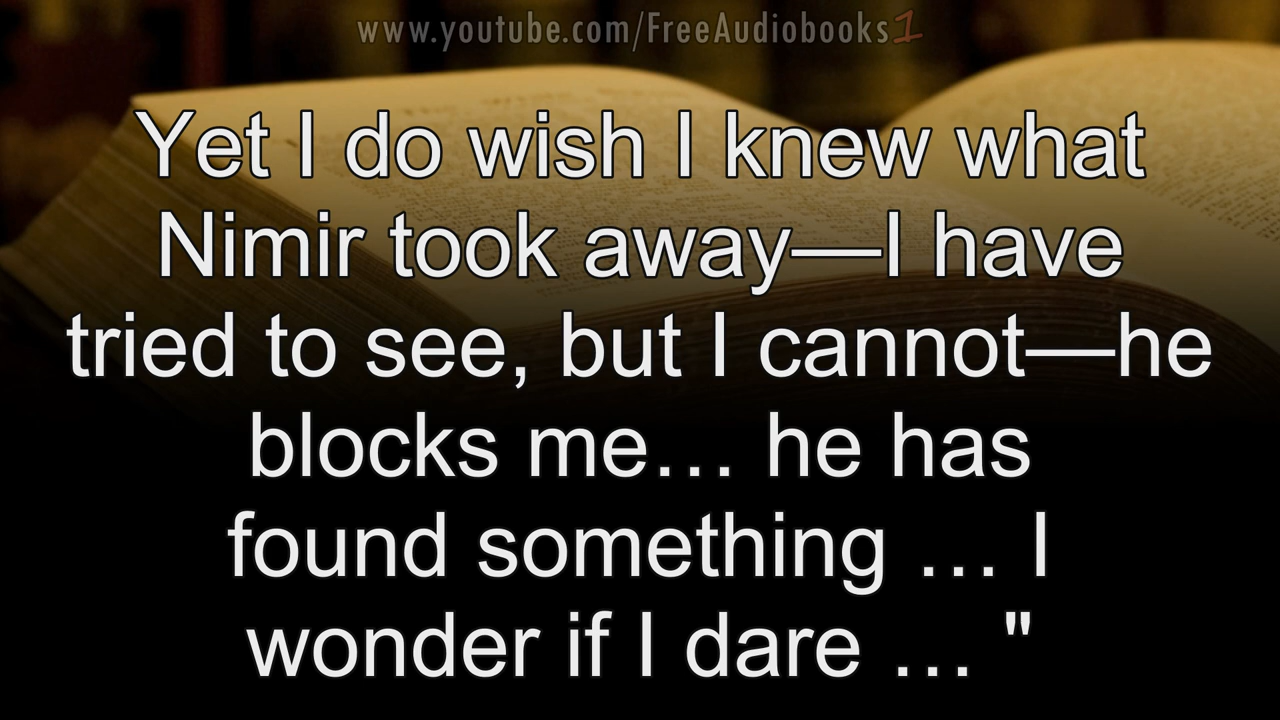 www.youtube.com/FreeAudiobooks1
Yet I do wish I knew what
Nimir took away—I have
tried to see, but I cannot—he
blocks me… he has
found something … I
wonder if I dare … "